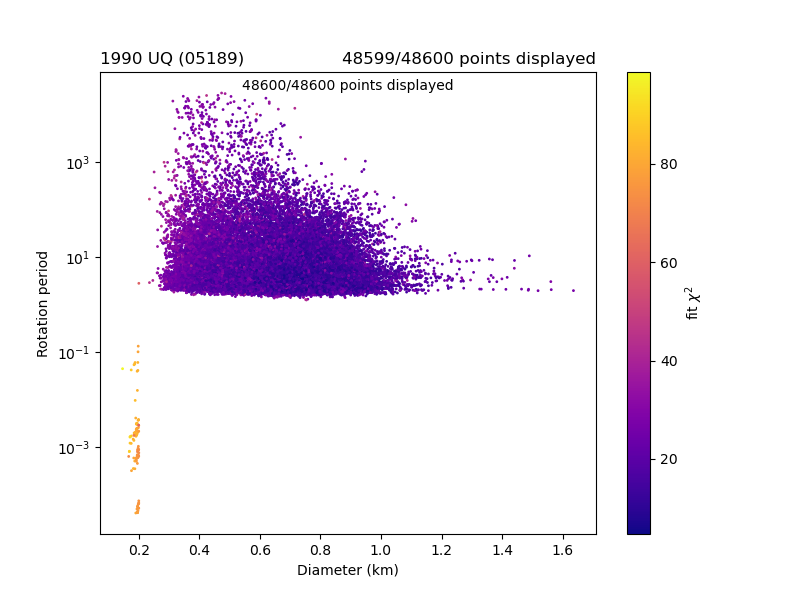 1990 UQ (05189)
48599/48600 points displayed
48600/48600 points displayed
Rotation period
10³
10¹
10⁻¹
10⁻³
0.2
0.4
0.6
0.8
1.0
1.2
1.4
1.6
Diameter (km)
80
60
40
20
fit χ²